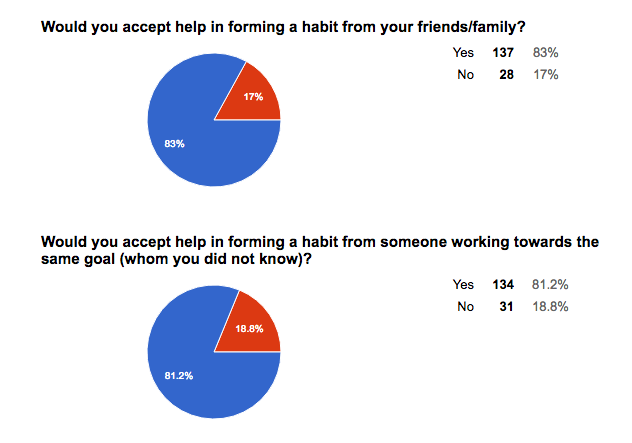 Would you accept help in forming a habit from your friends/family?
Yes 137 83%
No 28 17%
17%
83%
Would you accept help in forming a habit from someone working towards the
same goal (whom you did not know)?
Yes 134 81.2%
No 31 18.8%
18.8%
81.2%